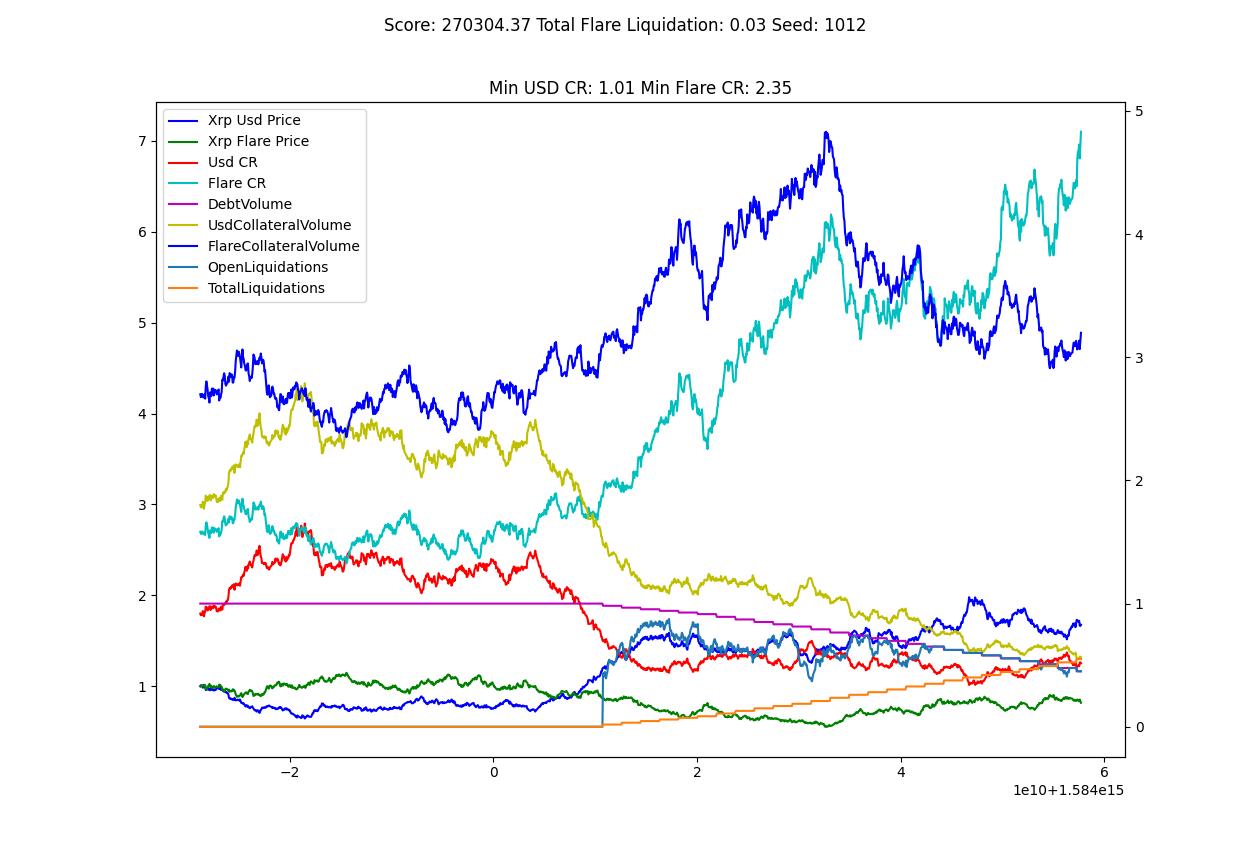 Score: 270304.37 Total Flare Liquidation: 0.03 Seed: 1012
Min USD CR: 1.01 Min Flare CR: 2.35
Xrp Usd Price
Xrp Flare Price
Usd CR
Flare CR
DebtVolume
UsdCollateralVolume
FlareCollateralVolume
OpenLiquidations
TotalLiquidations
7
6
5
4
3
2
1
5
4
3
2
1
0
−2
0
2
4
6
1e10+1.584e15